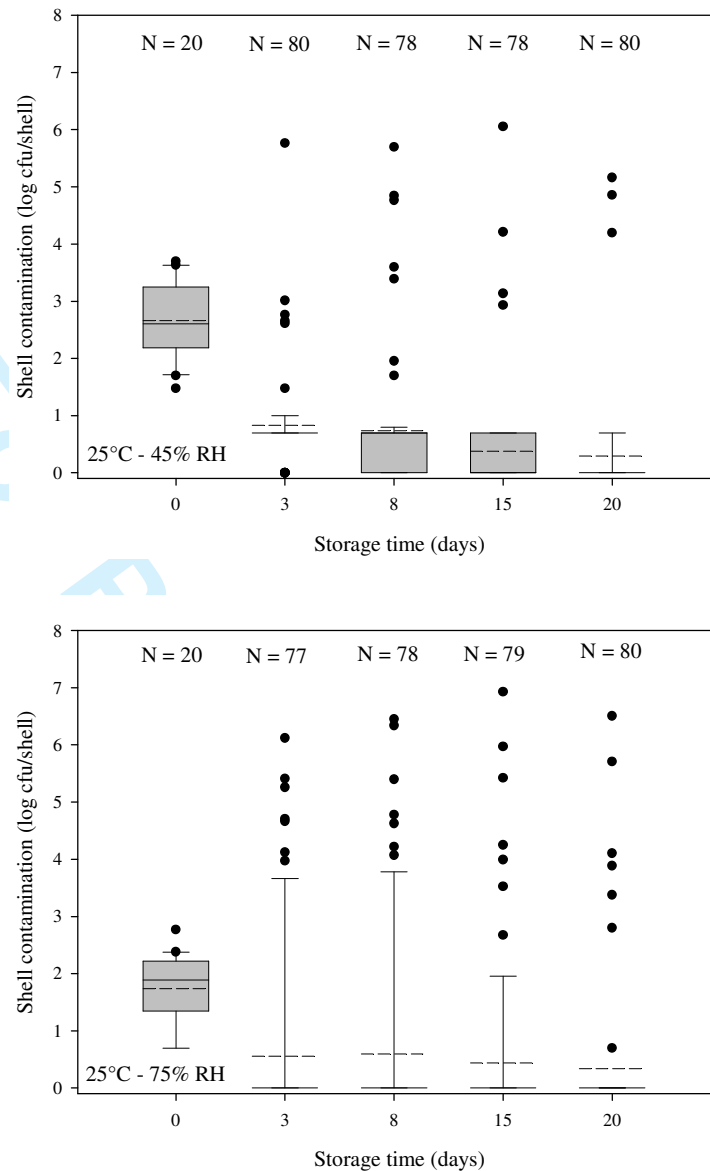 8
N = 20 N = 80 N = 78 N = 78 N = 80
7
6
5
4
3
2
1
0
Shell contamination (log cfu/shell)
25°C - 45% RH
0 3 8 15 20
Storage time (days)
8
N = 20 N = 77 N = 78 N = 79 N = 80
7
6
5
4
3
2
1
0
Shell contamination (log cfu/shell)
25°C - 75% RH
0 3 8 15 20
Storage time (days)